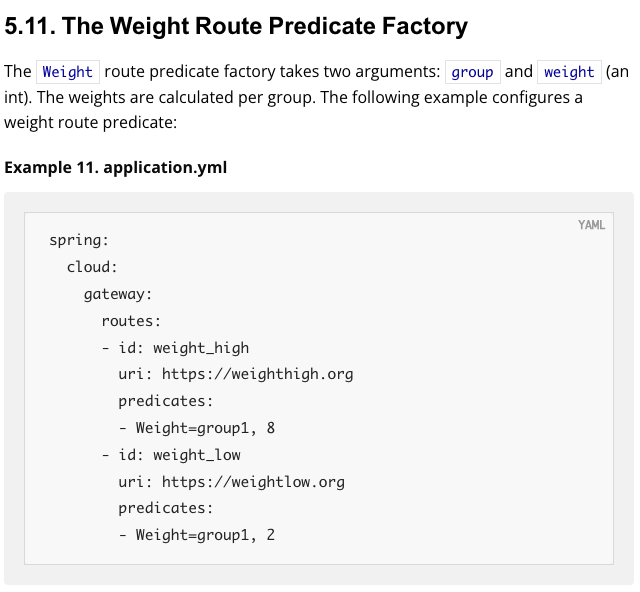 5.11. The Weight Route Predicate Factory
The Weight route predicate factory takes two arguments: group and weight (an
int). The weights are calculated per group. The following example configures a
weight route predicate:
Example 11. application.yml
YAML
spring:
  cloud:
    gateway:
      routes:
      - id: weight_high
        uri: https://weighthigh.org
        predicates:
        - Weight=group1, 8
      - id: weight_low
        uri: https://weightlow.org
        predicates:
        - Weight=group1, 2